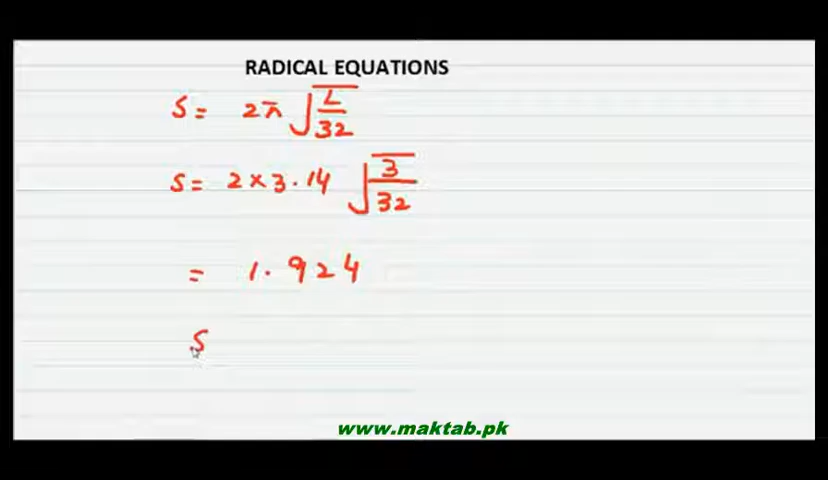 RADICAL EQUATIONS
S = 2π √(L/32)
S = 2 × 3.14 √(3/32)
= 1.924
S
www.maktab.pk